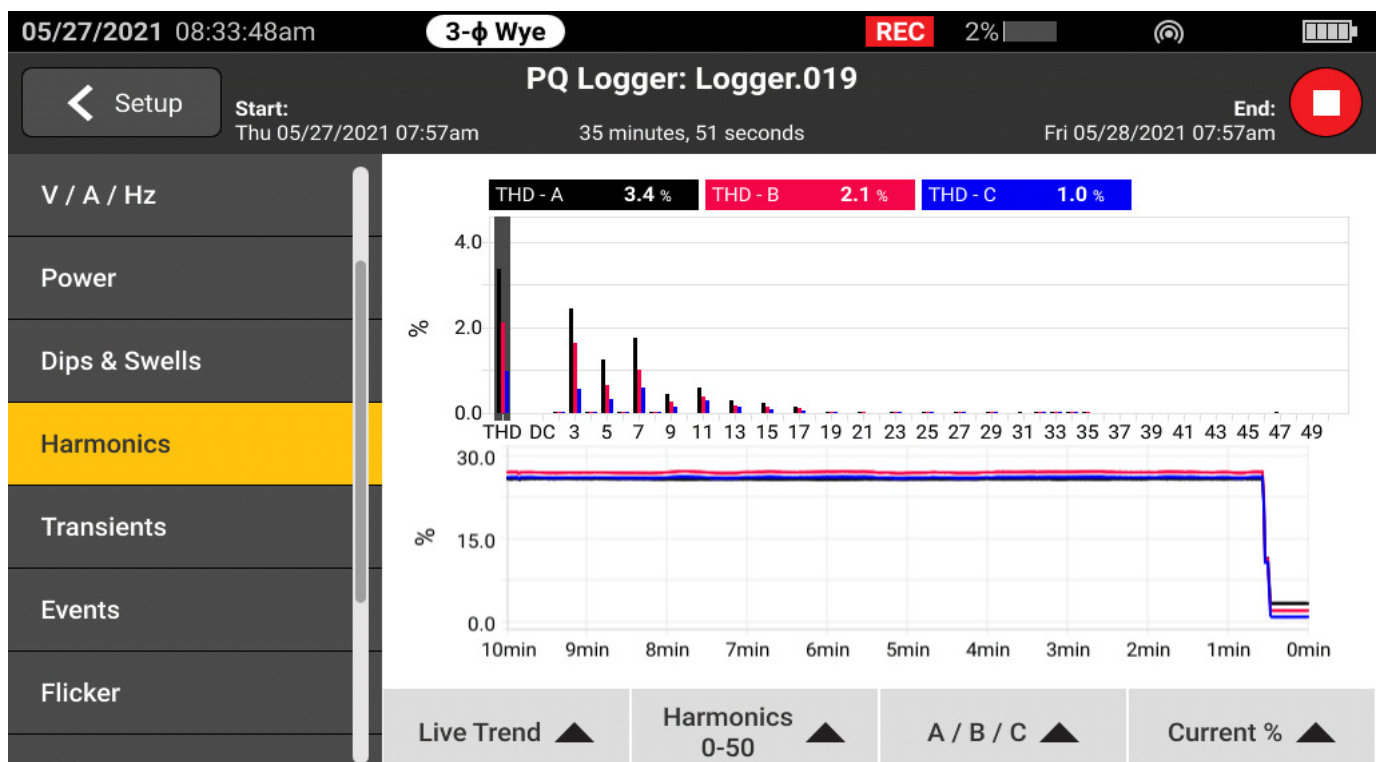 05/27/2021 08:33:48am 3-ϕ Wye REC 2%
PQ Logger: Logger.019
Setup
Start:
Thu 05/27/2021 07:57am
35 minutes, 51 seconds
End:
Fri 05/28/2021 07:57am
V / A / Hz
Power
Dips & Swells
Harmonics
Transients
Events
Flicker
THD - A 3.4 % THD - B 2.1 % THD - C 1.0 %
4.0
2.0
0.0
%
THD DC 3 5 7 9 11 13 15 17 19 21 23 25 27 29 31 33 35 37 39 41 43 45 47 49
30.0
15.0
0.0
%
10min 9min 8min 7min 6min 5min 4min 3min 2min 1min 0min
Live Trend
Harmonics
0-50
A / B / C
Current %